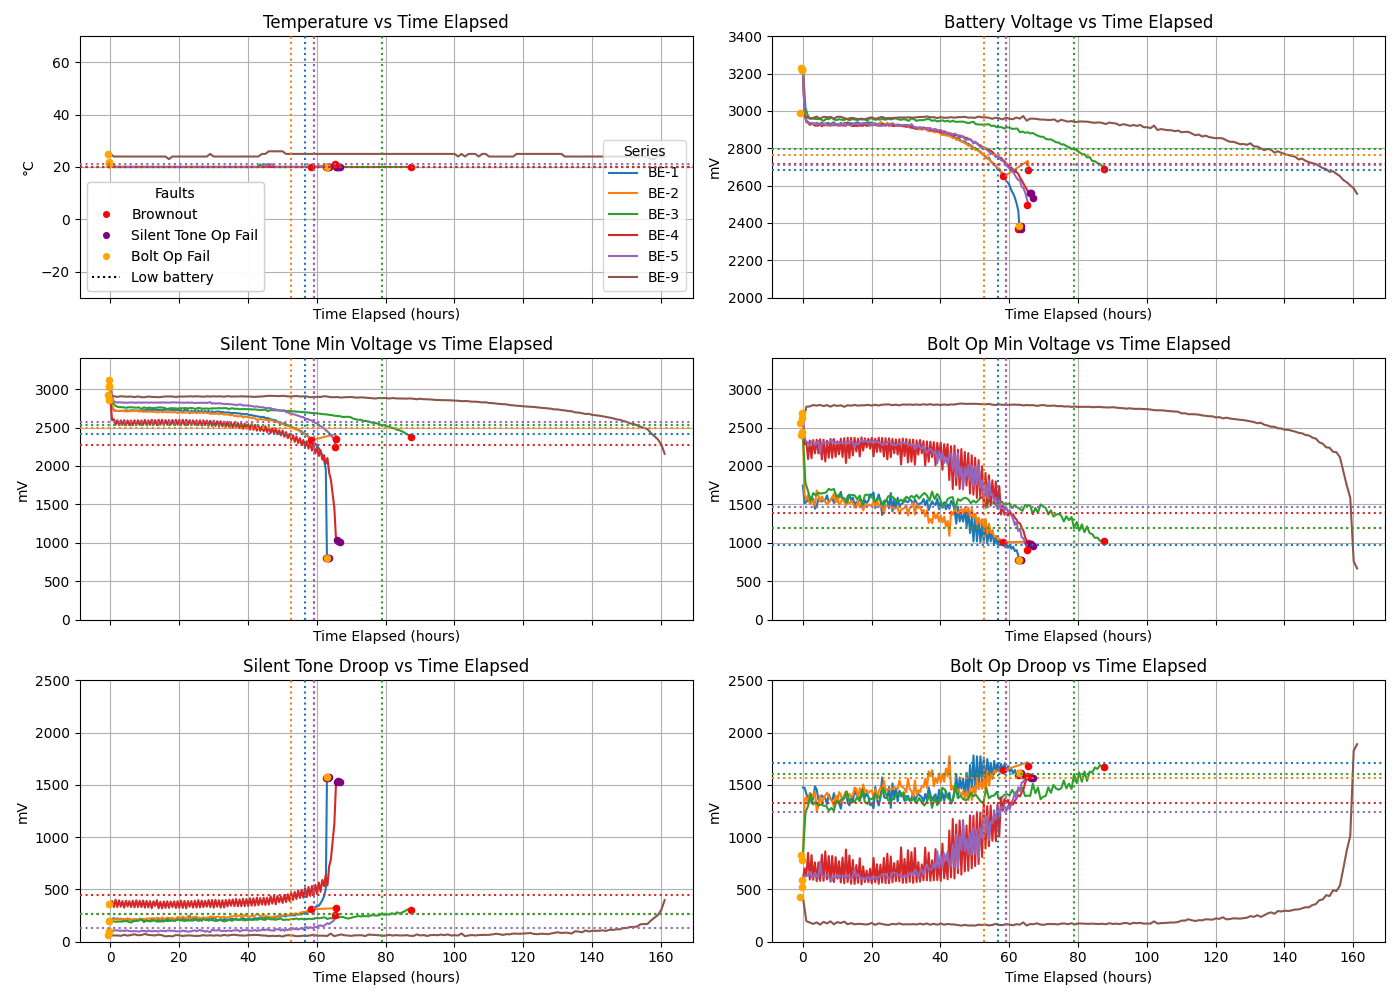 Temperature vs Time Elapsed
60
40
20
0
−20
°C
Time Elapsed (hours)
Faults
Brownout
Silent Tone Op Fail
Bolt Op Fail
Low battery
Series
BE-1
BE-2
BE-3
BE-4
BE-5
BE-9
Battery Voltage vs Time Elapsed
3400
3200
3000
2800
2600
2400
2200
2000
mV
Time Elapsed (hours)
Silent Tone Min Voltage vs Time Elapsed
3000
2500
2000
1500
1000
500
0
mV
Time Elapsed (hours)
Bolt Op Min Voltage vs Time Elapsed
3000
2500
2000
1500
1000
500
0
mV
Time Elapsed (hours)
Silent Tone Droop vs Time Elapsed
2500
2000
1500
1000
500
0
mV
0 20 40 60 80 100 120 140 160
Time Elapsed (hours)
Bolt Op Droop vs Time Elapsed
2500
2000
1500
1000
500
0
mV
0 20 40 60 80 100 120 140 160
Time Elapsed (hours)